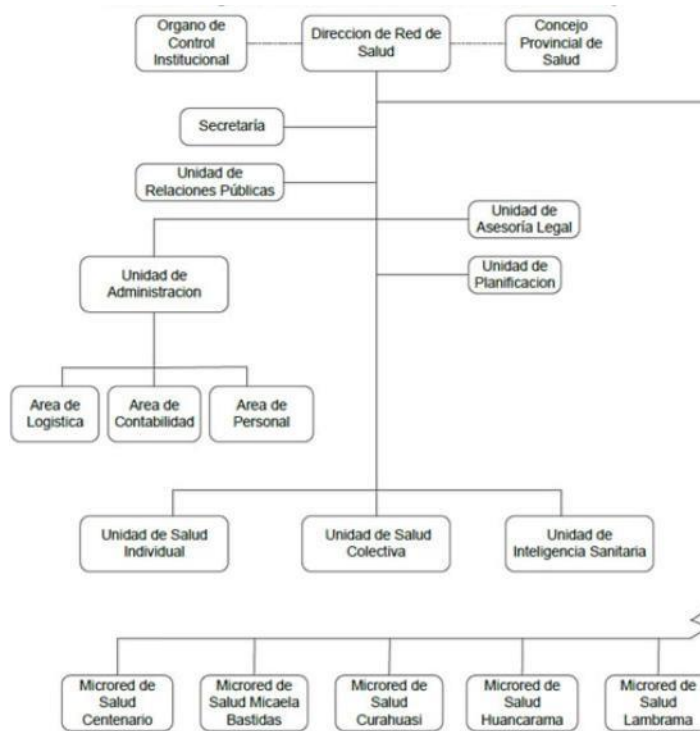 Organo de
Control
Institucional
Direccion de Red de
Salud
Concejo
Provincial de
Salud
Secretaría
Unidad de
Relaciones Públicas
Unidad de
Asesoría Legal
Unidad de
Administracion
Unidad de
Planificacion
Area de
Logistica
Area de
Contabilidad
Area de
Personal
Unidad de Salud
Individual
Unidad de Salud
Colectiva
Unidad de
Inteligencia Sanitaria
Microred de
Salud
Centenario
Microred de
Salud Micaela
Bastidas
Microred de
Salud
Curahuasi
Microred de
Salud
Huancarama
Microred de
Salud
Lambrama